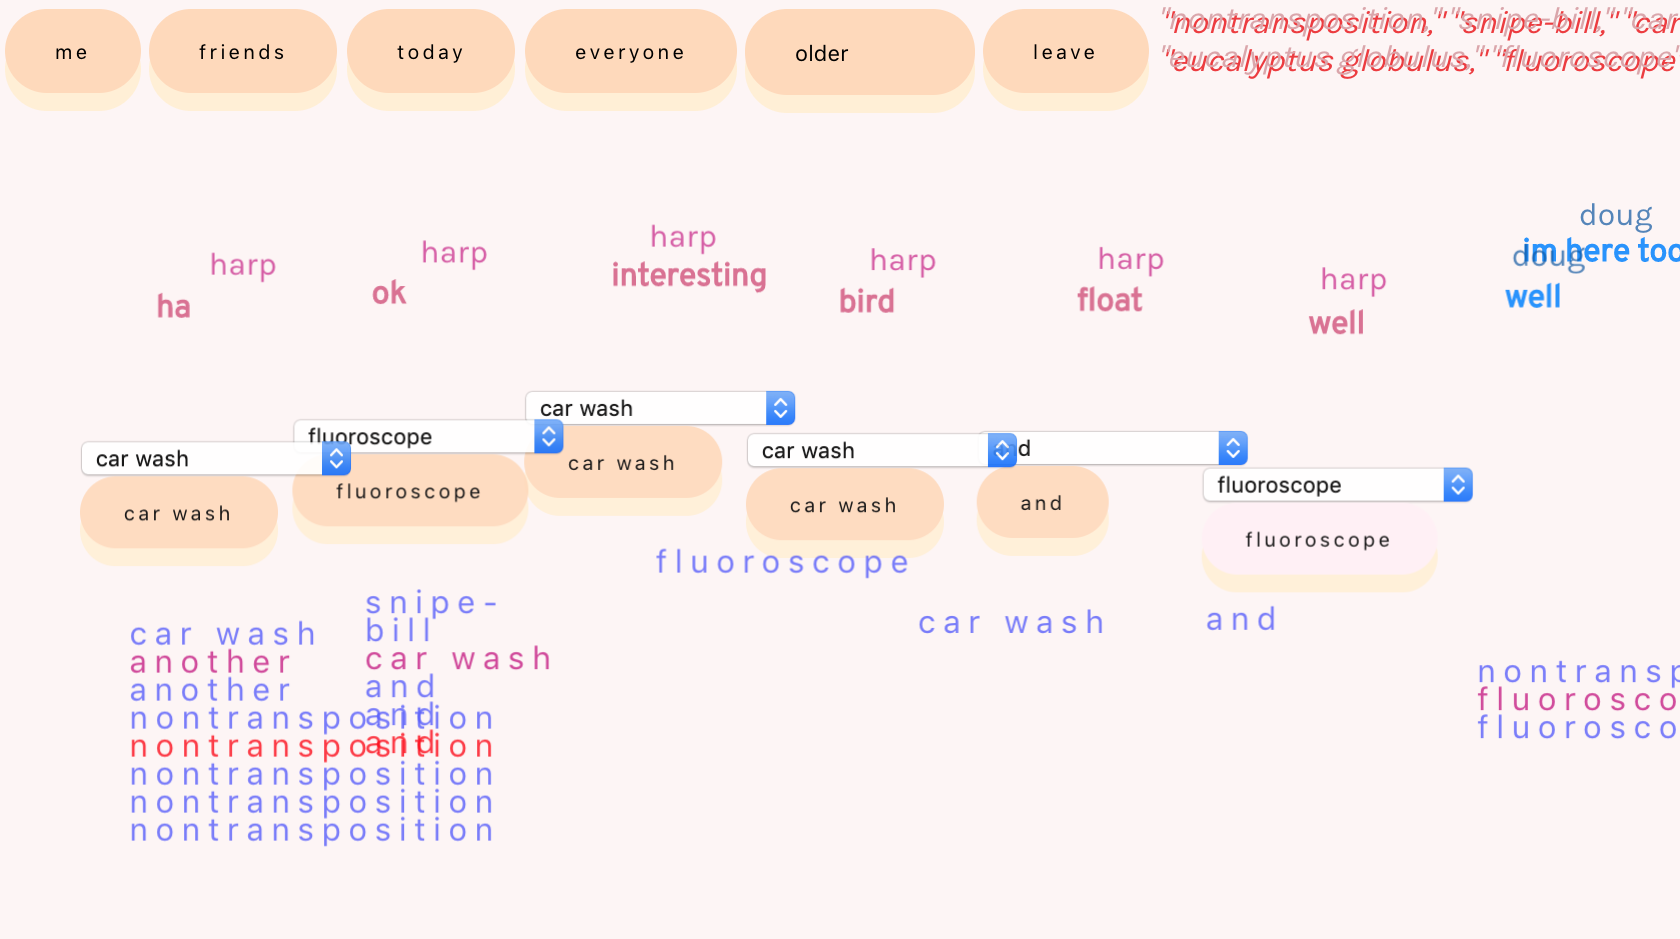 me
friends
today
everyone
older
leave
"nontransposition," "snipe-bill," "car
"eucalyptus globulus," "fluoroscope"
doug
harp
harp
harp
harp
harp
harp
im here too
doug
ha
ok
interesting
bird
float
well
well
car wash
fluoroscope
car wash
car wash
fluoroscope
car wash
fluoroscope
car wash
car wash
and
fluoroscope
fluoroscope
car wash
and
snipe-
bill
car wash
and
and
and
car wash
another
another
nontransposition
nontransposition
nontransposition
nontransposition
nontransposition
nontransp
fluorosco
fluorosco